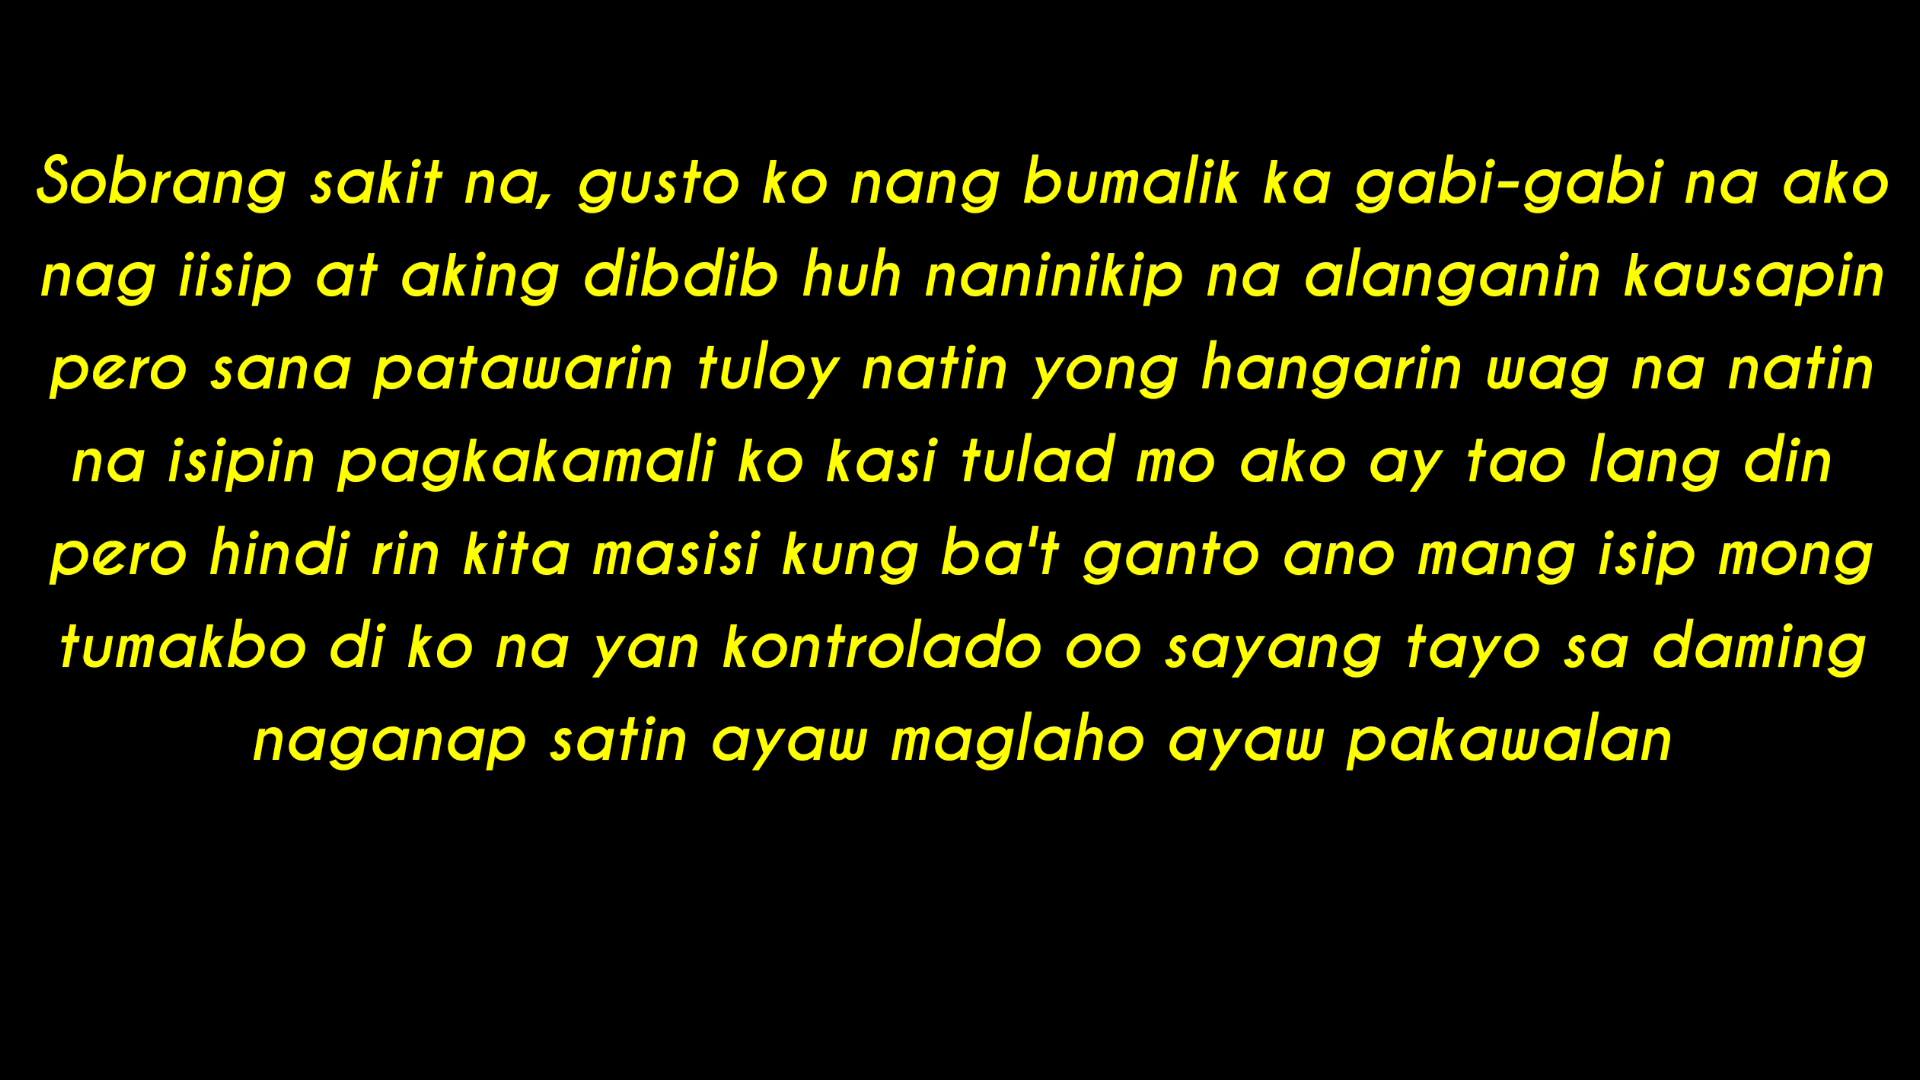 Sobrang sakit na, gusto ko nang bumalik ka gabi-gabi na ako
nag iisip at aking dibdib huh naninikip na alanganin kausapin
pero sana patawarin tuloy natin yong hangarin wag na natin
na isipin pagkakamali ko kasi tulad mo ako ay tao lang din
pero hindi rin kita masisi kung ba't ganto ano mang isip mong
tumakbo di ko na yan kontrolado oo sayang tayo sa daming
naganap satin ayaw maglaho ayaw pakawalan